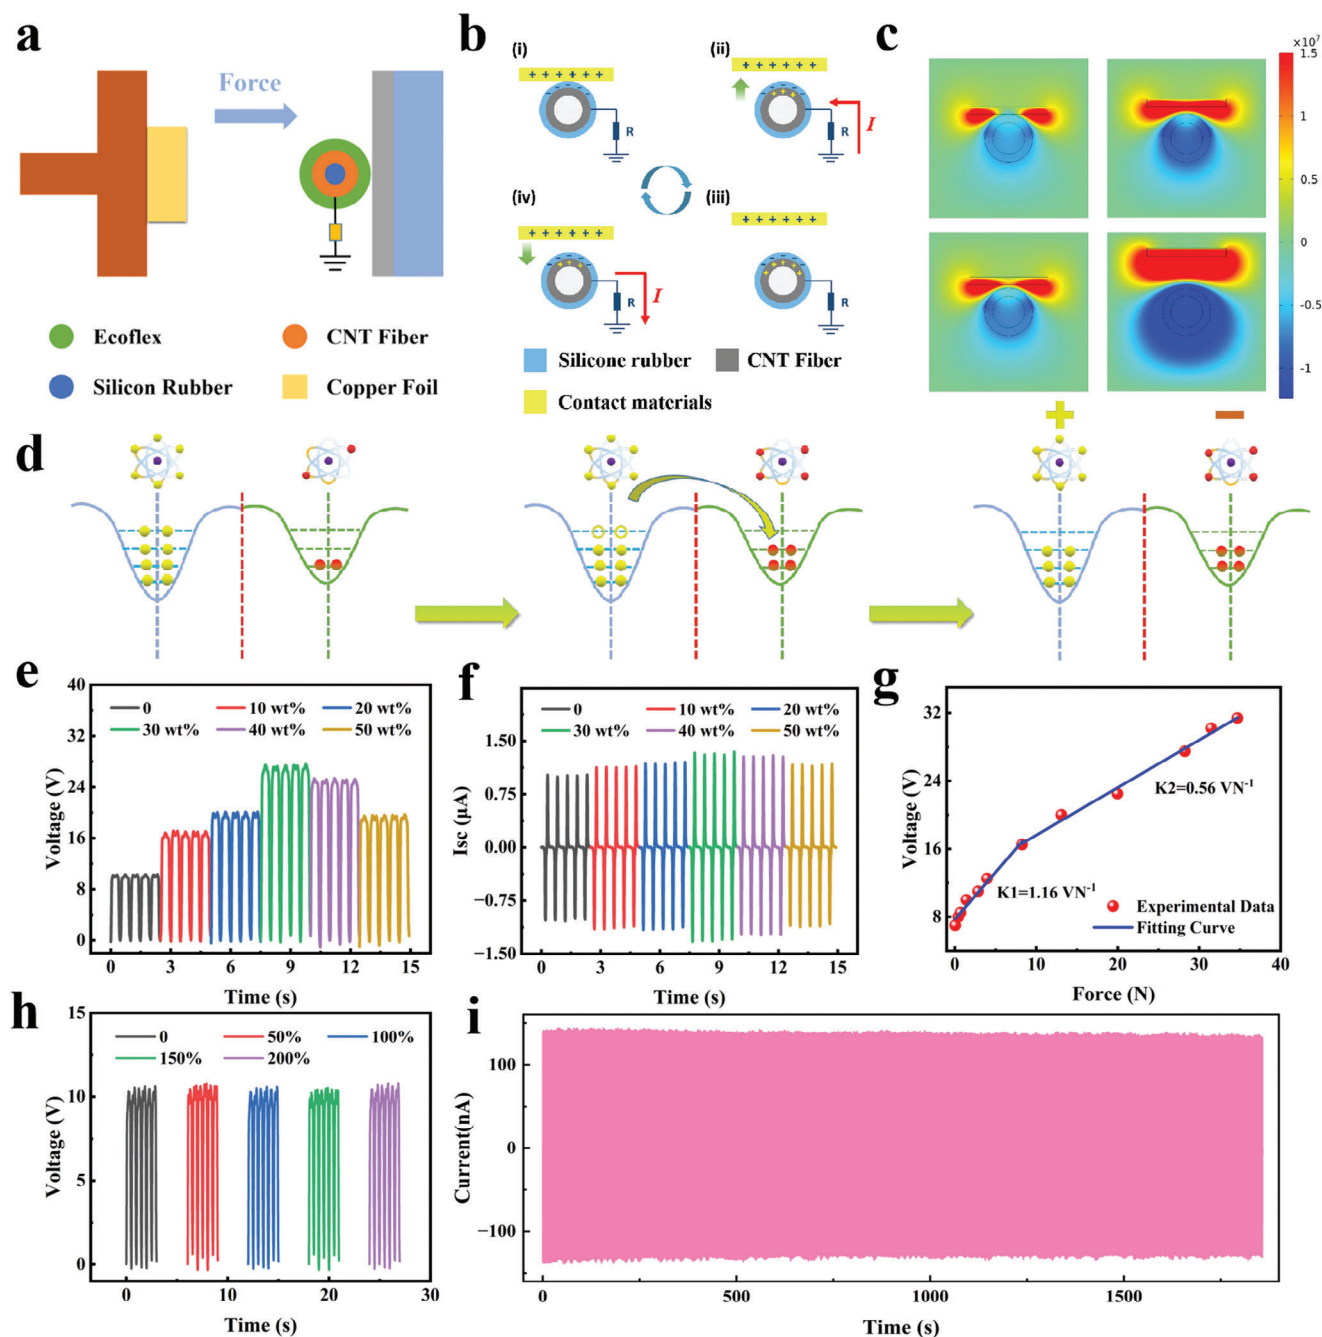 a
Force
Ecoflex
CNT Fiber
Silicon Rubber
Copper Foil
b
(i)
+ + + + + +
R
(ii)
+ + + + + +
R
I
(iv)
+ + + + + +
R
I
(iii)
+ + + + + +
R
Silicone rubber
CNT Fiber
Contact materials
c
×10⁷
1.5
1
0.5
0
-0.5
-1
d
e
Voltage (V)
40
32
24
16
8
0
0 10 wt% 20 wt%
30 wt% 40 wt% 50 wt%
0 3 6 9 12 15
Time (s)
f
Isc (μA)
1.50
0.75
0.00
−0.75
−1.50
0 10 wt% 20 wt%
30 wt% 40 wt% 50 wt%
0 3 6 9 12 15
Time (s)
g
Voltage (V)
32
24
16
8
K2=0.56 VN⁻¹
K1=1.16 VN⁻¹
Experimental Data
Fitting Curve
0 10 20 30 40
Force (N)
h
Voltage (V)
15
10
5
0
0 50% 100%
150% 200%
0 10 20 30
Time (s)
i
Current(nA)
100
0
−100
0 500 1000 1500
Time (s)